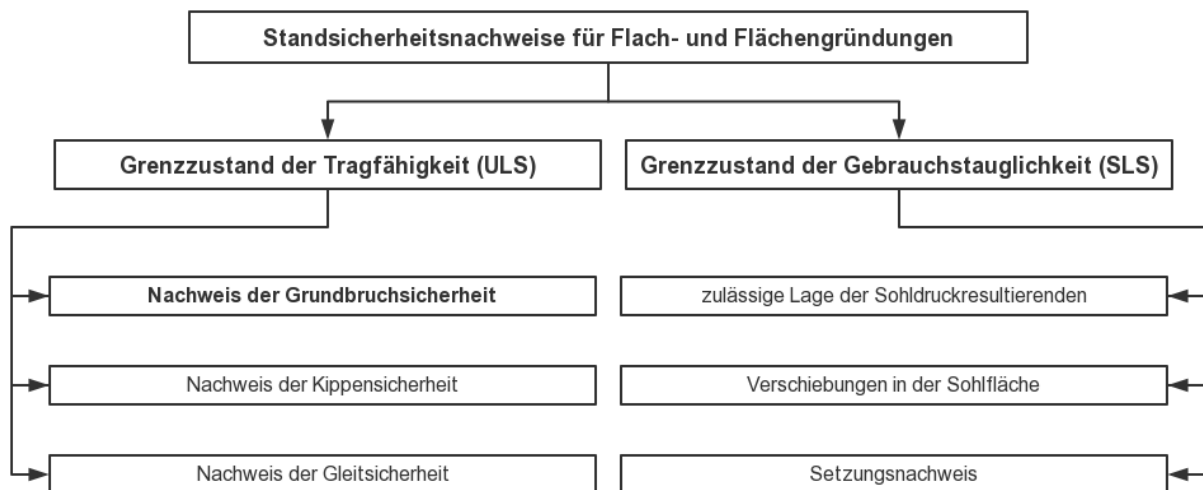 Standsicherheitsnachweise für Flach- und Flächengründungen
Grenzzustand der Tragfähigkeit (ULS)
Grenzzustand der Gebrauchstauglichkeit (SLS)
Nachweis der Grundbruchsicherheit
zulässige Lage der Sohldruckresultierenden
Nachweis der Kippensicherheit
Verschiebungen in der Sohlfläche
Nachweis der Gleitsicherheit
Setzungsnachweis